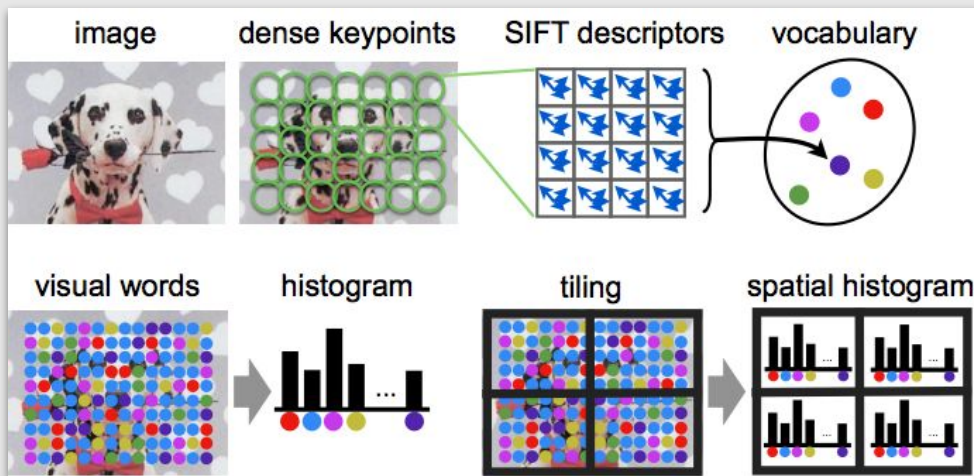 image
dense keypoints
SIFT descriptors
vocabulary
visual words
histogram
tiling
spatial histogram
...
...
...
...
...